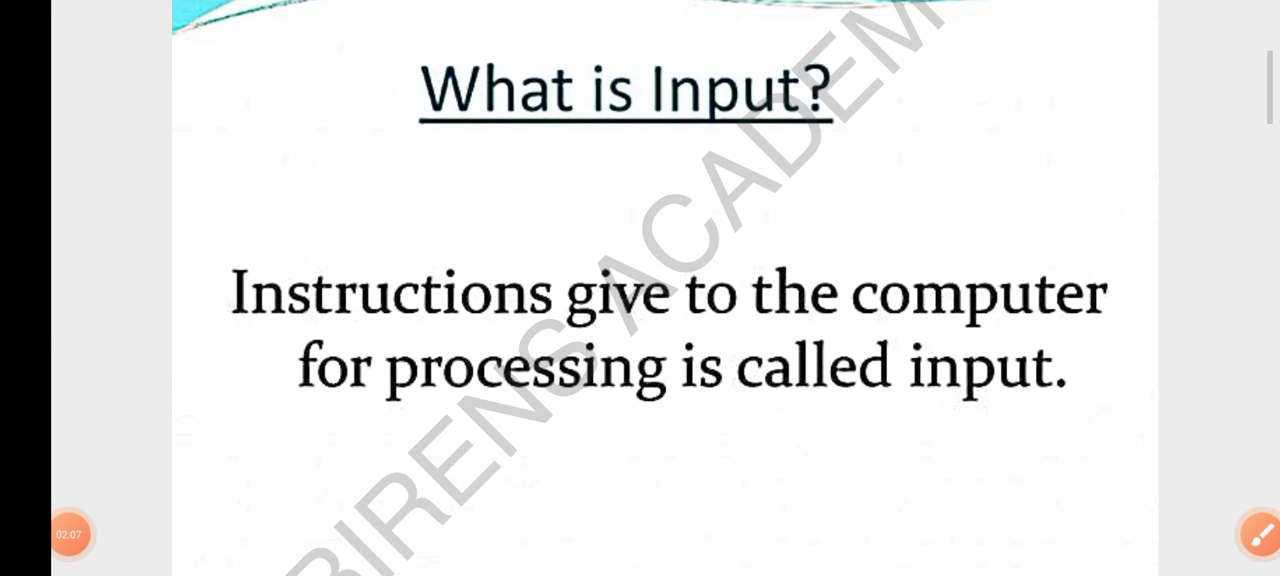 What is Input?
Instructions give to the computer
for processing is called input.
BIRENS ACADEM
02:07